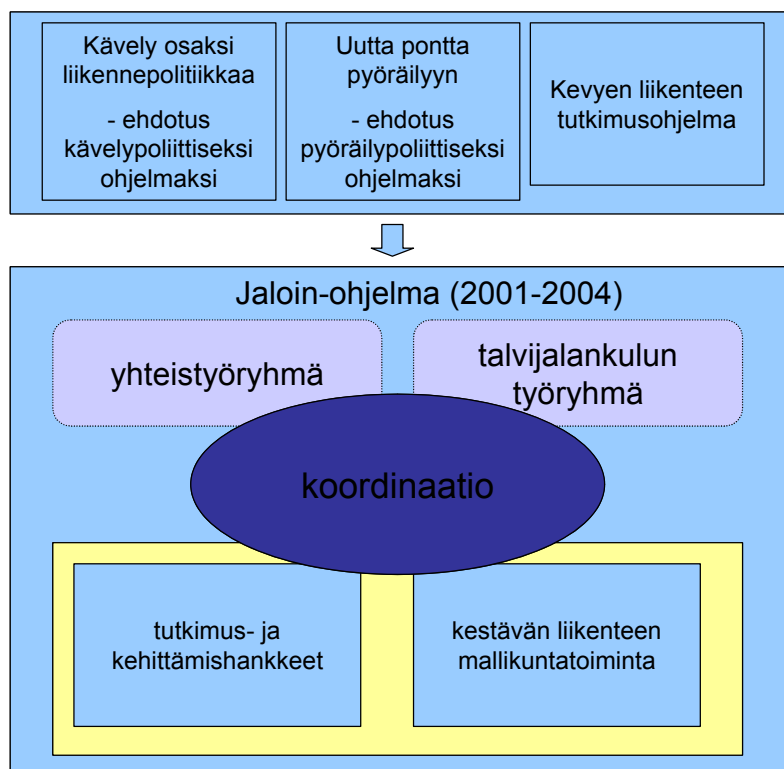 Kävely osaksi
liikennepolitiikkaa
- ehdotus
kävelypoliittiseksi
ohjelmaksi
Uutta pontta
pyöräilyyn
- ehdotus
pyöräilypoliittiseksi
ohjelmaksi
Kevyen liikenteen
tutkimusohjelma
Jaloin-ohjelma (2001-2004)
yhteistyöryhmä
talvijalankulun
työryhmä
koordinaatio
tutkimus- ja
kehittämishankkeet
kestävän liikenteen
mallikuntatoiminta